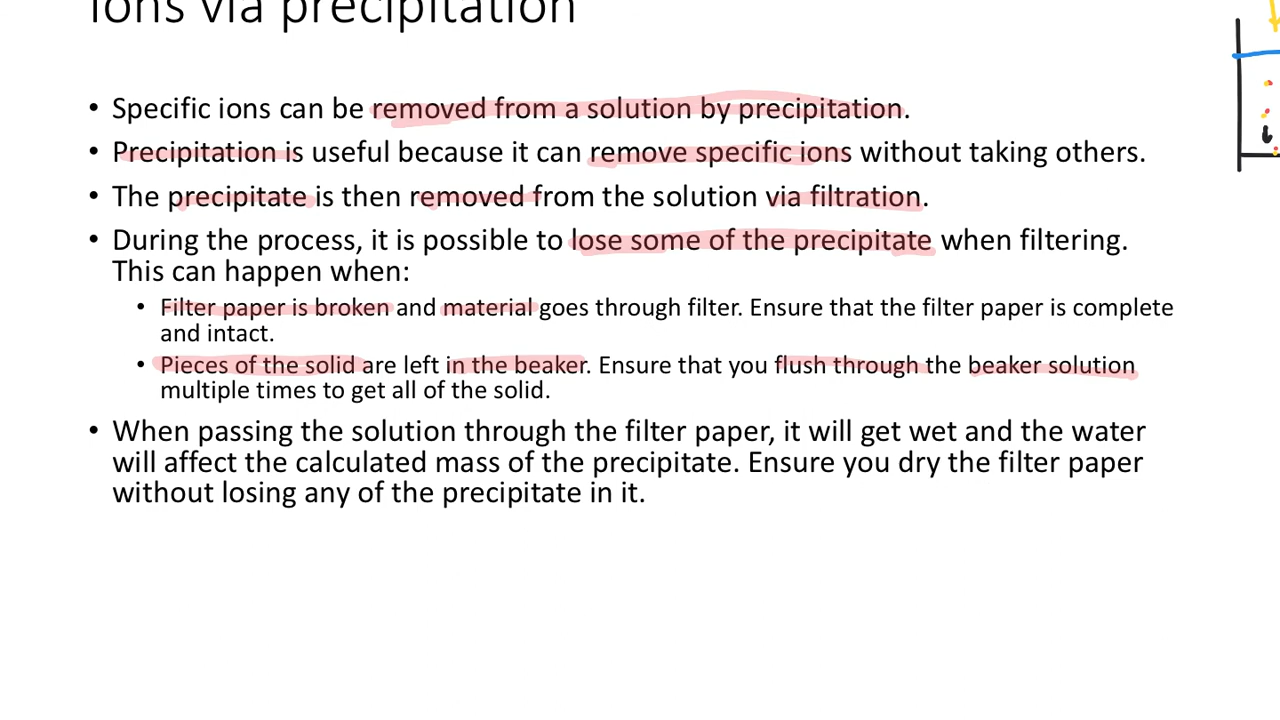 Ions via precipitation
• Specific ions can be removed from a solution by precipitation.
• Precipitation is useful because it can remove specific ions without taking others.
• The precipitate is then removed from the solution via filtration.
• During the process, it is possible to lose some of the precipitate when filtering.
This can happen when:
• Filter paper is broken and material goes through filter. Ensure that the filter paper is complete
and intact.
• Pieces of the solid are left in the beaker. Ensure that you flush through the beaker solution
multiple times to get all of the solid.
• When passing the solution through the filter paper, it will get wet and the water
will affect the calculated mass of the precipitate. Ensure you dry the filter paper
without losing any of the precipitate in it.